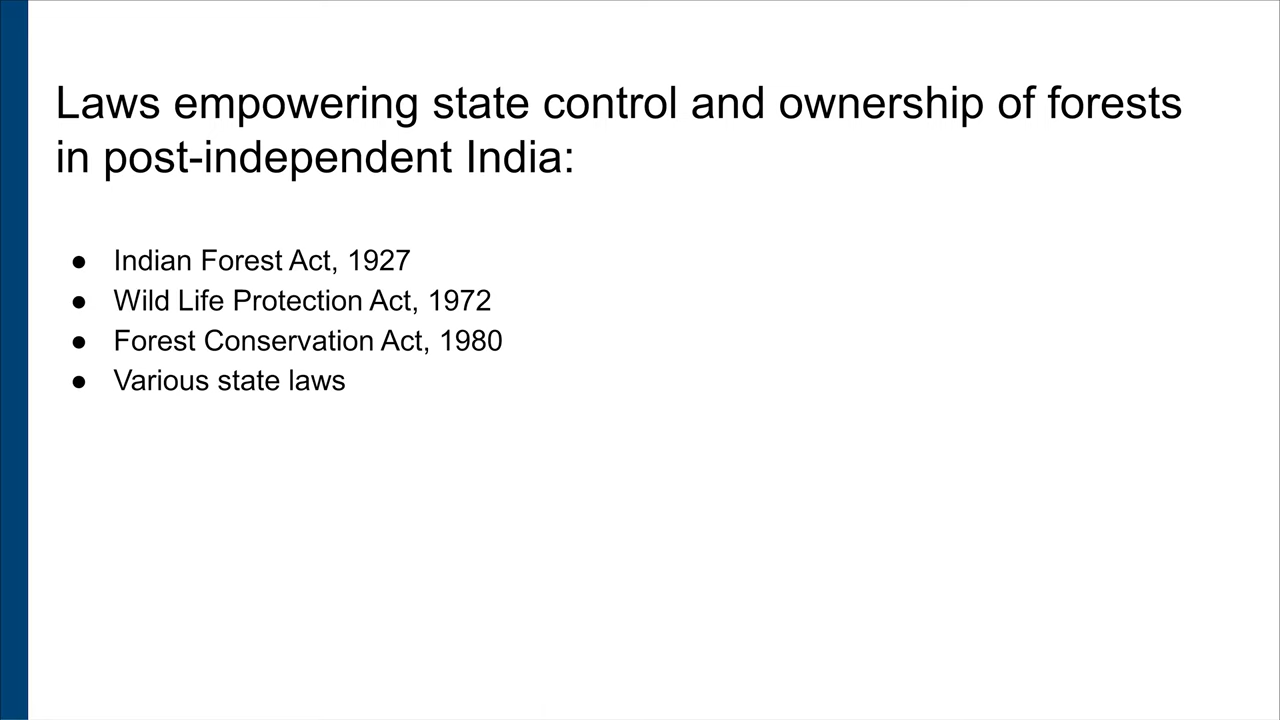 Laws empowering state control and ownership of forests
in post-independent India:
● Indian Forest Act, 1927
● Wild Life Protection Act, 1972
● Forest Conservation Act, 1980
● Various state laws